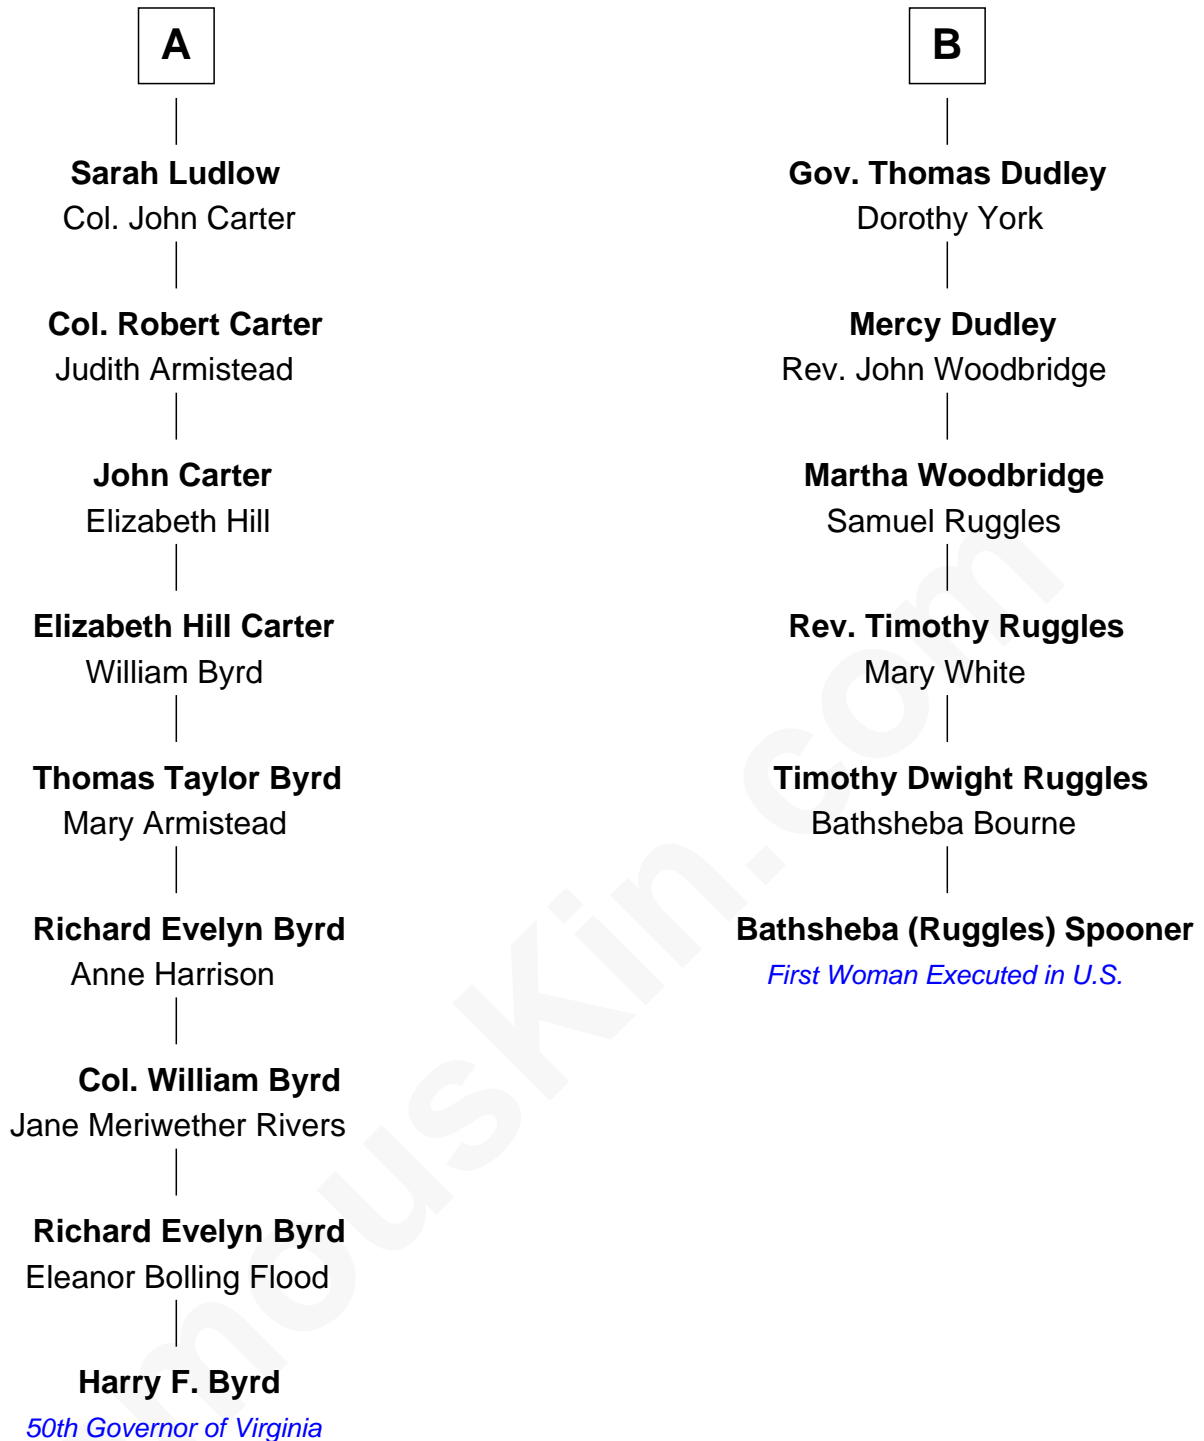 A
Sarah Ludlow
Col. John Carter
Col. Robert Carter
Judith Armistead
John Carter
Elizabeth Hill
Elizabeth Hill Carter
William Byrd
Thomas Taylor Byrd
Mary Armistead
Richard Evelyn Byrd
Anne Harrison
Col. William Byrd
Jane Meriwether Rivers
Richard Evelyn Byrd
Eleanor Bolling Flood
Harry F. Byrd
50th Governor of Virginia
B
Gov. Thomas Dudley
Dorothy York
Mercy Dudley
Rev. John Woodbridge
Martha Woodbridge
Samuel Ruggles
Rev. Timothy Ruggles
Mary White
Timothy Dwight Ruggles
Bathsheba Bourne
Bathsheba (Ruggles) Spooner
First Woman Executed in U.S.
mouskin.com